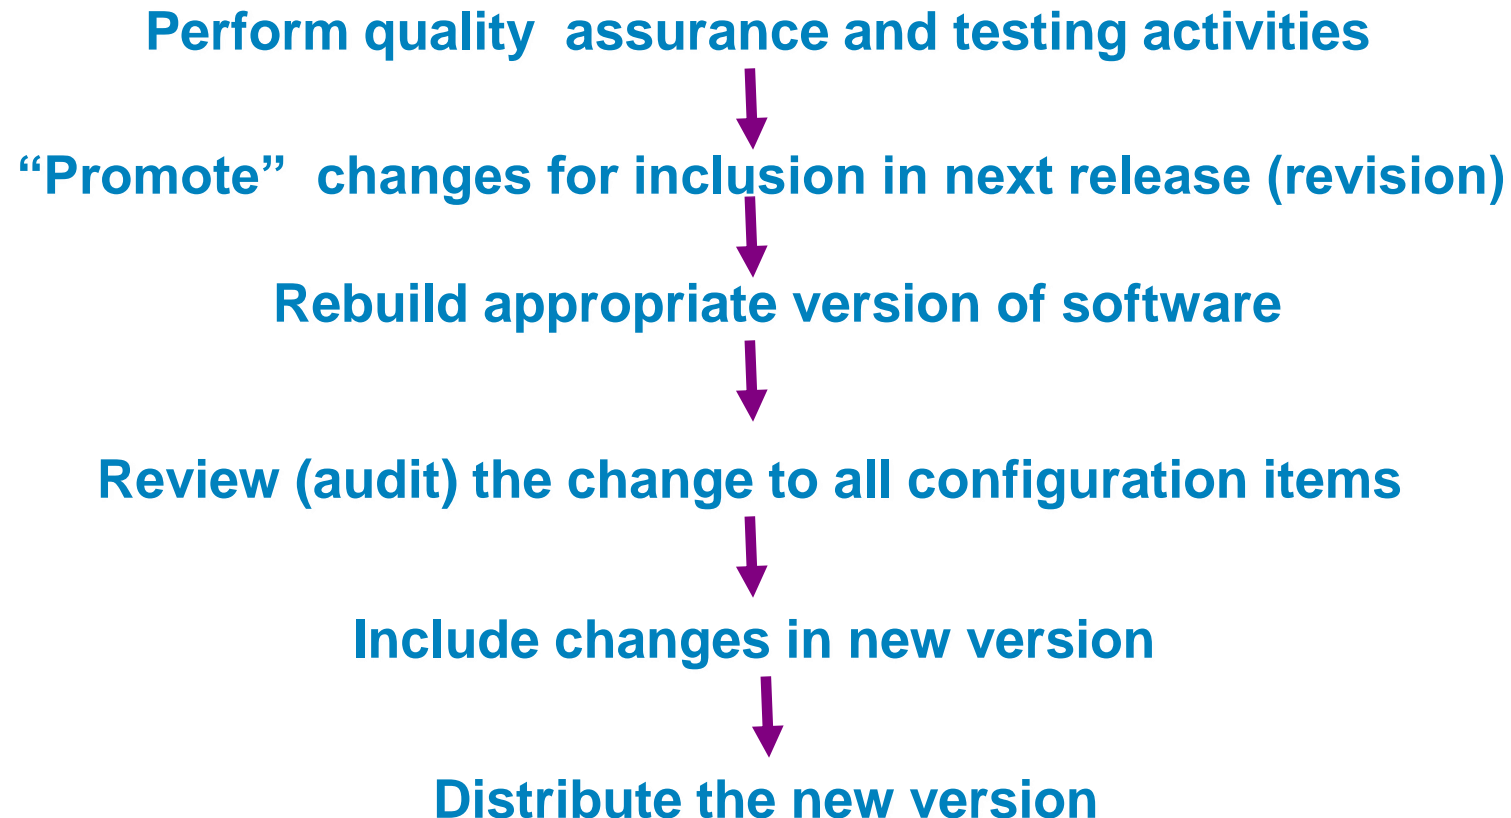 Perform quality assurance and testing activities
“Promote” changes for inclusion in next release (revision)
Rebuild appropriate version of software
Review (audit) the change to all configuration items
Include changes in new version
Distribute the new version